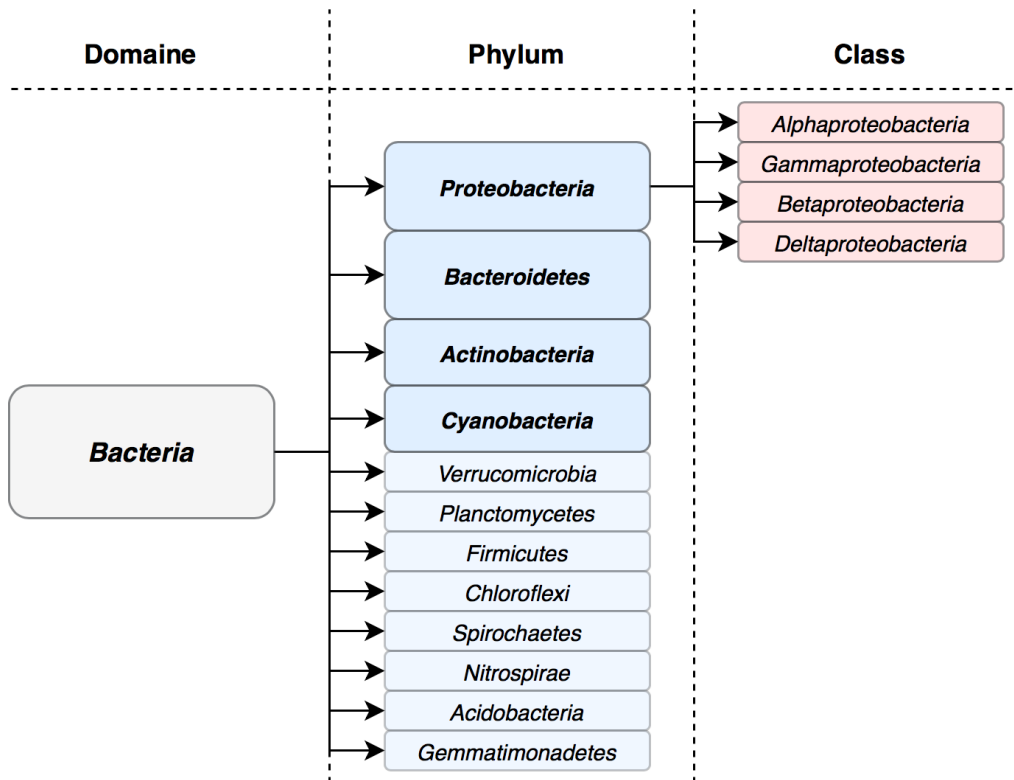 Domaine
Phylum
Class
Bacteria
Proteobacteria
Bacteroidetes
Actinobacteria
Cyanobacteria
Verrucomicrobia
Planctomycetes
Firmicutes
Chloroflexi
Spirochaetes
Nitrospirae
Acidobacteria
Gemmatimonadetes
Alphaproteobacteria
Gammaproteobacteria
Betaproteobacteria
Deltaproteobacteria